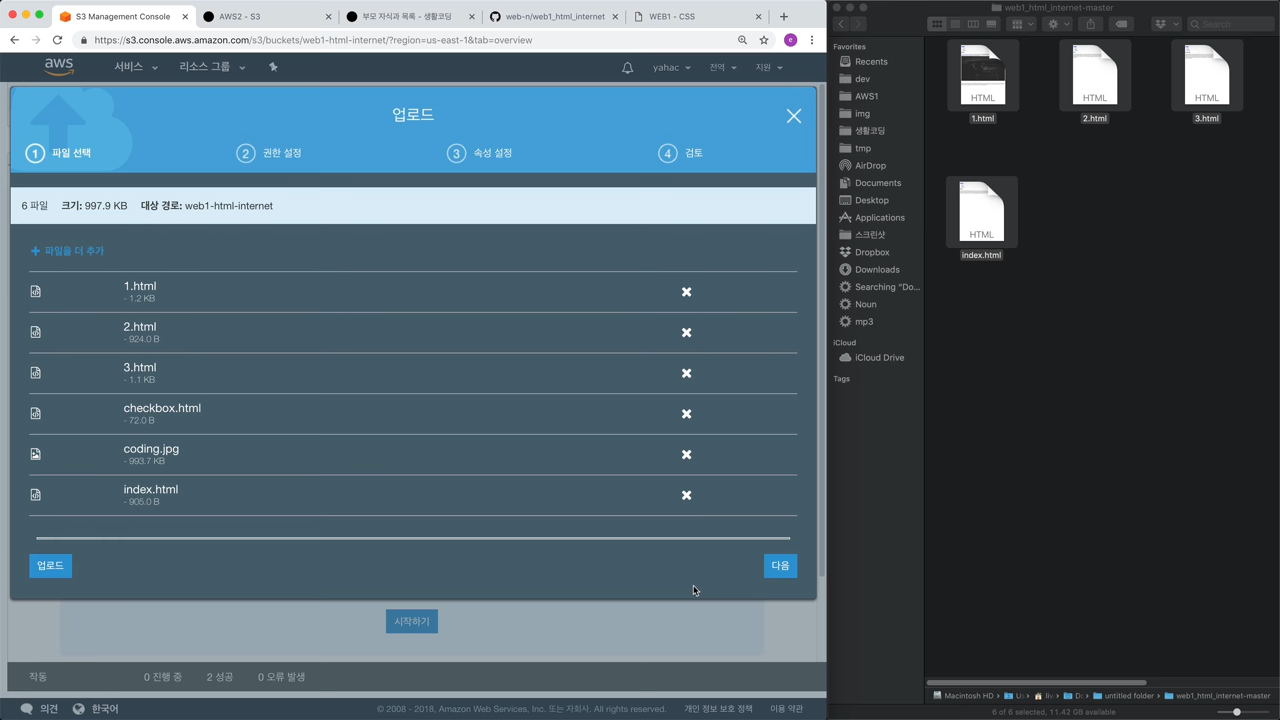 S3 Management Console
AWS2 - S3
부모 자식과 목록 - 생활코딩
web-n/web1_html_internet
WEB1 - CSS
https://s3.console.aws.amazon.com/s3/buckets/web1-html-internet/?region=us-east-1&tab=overview
e
aws
서비스
리소스 그룹
yahac
전역
지원
업로드
1 파일 선택
2 권한 설정
3 속성 설정
4 검토
6 파일 크기: 997.9 KB 대상 경로: web1-html-internet
+ 파일을 더 추가
1.html
- 1.2 KB
2.html
- 924.0 B
3.html
- 1.1 KB
checkbox.html
- 72.0 B
coding.jpg
- 993.7 KB
index.html
- 905.0 B
업로드
다음
시작하기
작동 0 진행 중 2 성공 0 오류 발생
의견 한국어
© 2008 - 2018, Amazon Web Services, Inc. 또는 자회사. All rights reserved. 개인 정보 보호 정책 이용 약관
web1_html_internet-master
Search
Favorites
Recents
dev
AWS1
img
생활코딩
tmp
AirDrop
Documents
Desktop
Applications
스크린샷
Dropbox
Downloads
Searching “Do...
Noun
mp3
iCloud
iCloud Drive
Tags
HTML
1.html
HTML
2.html
HTML
3.html
HTML
index.html
Macintosh HD
untitled folder
web1_html_internet-master
6 of 6 selected, 11.42 GB available